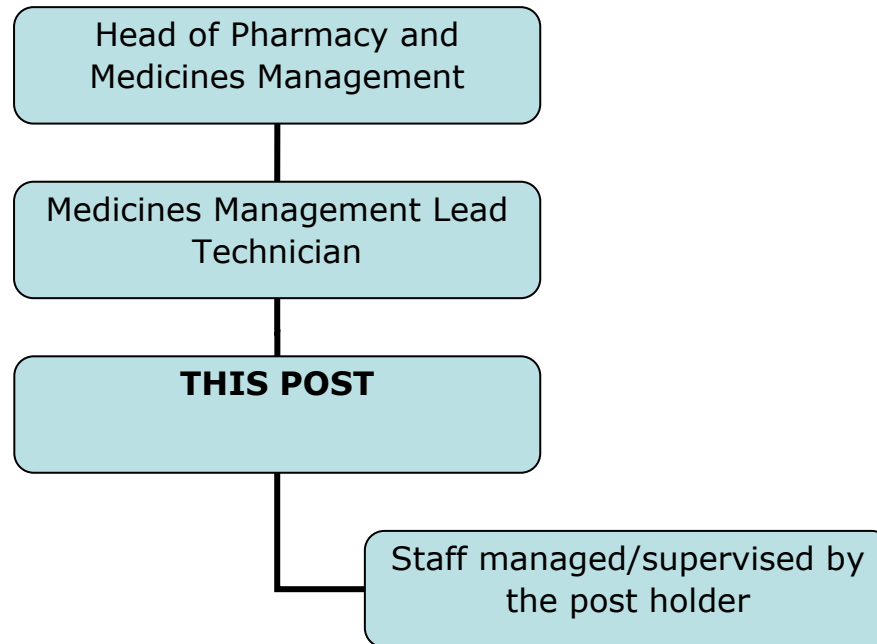 Head of Pharmacy and
Medicines Management
Medicines Management Lead
Technician
THIS POST
Staff managed/supervised by
the post holder